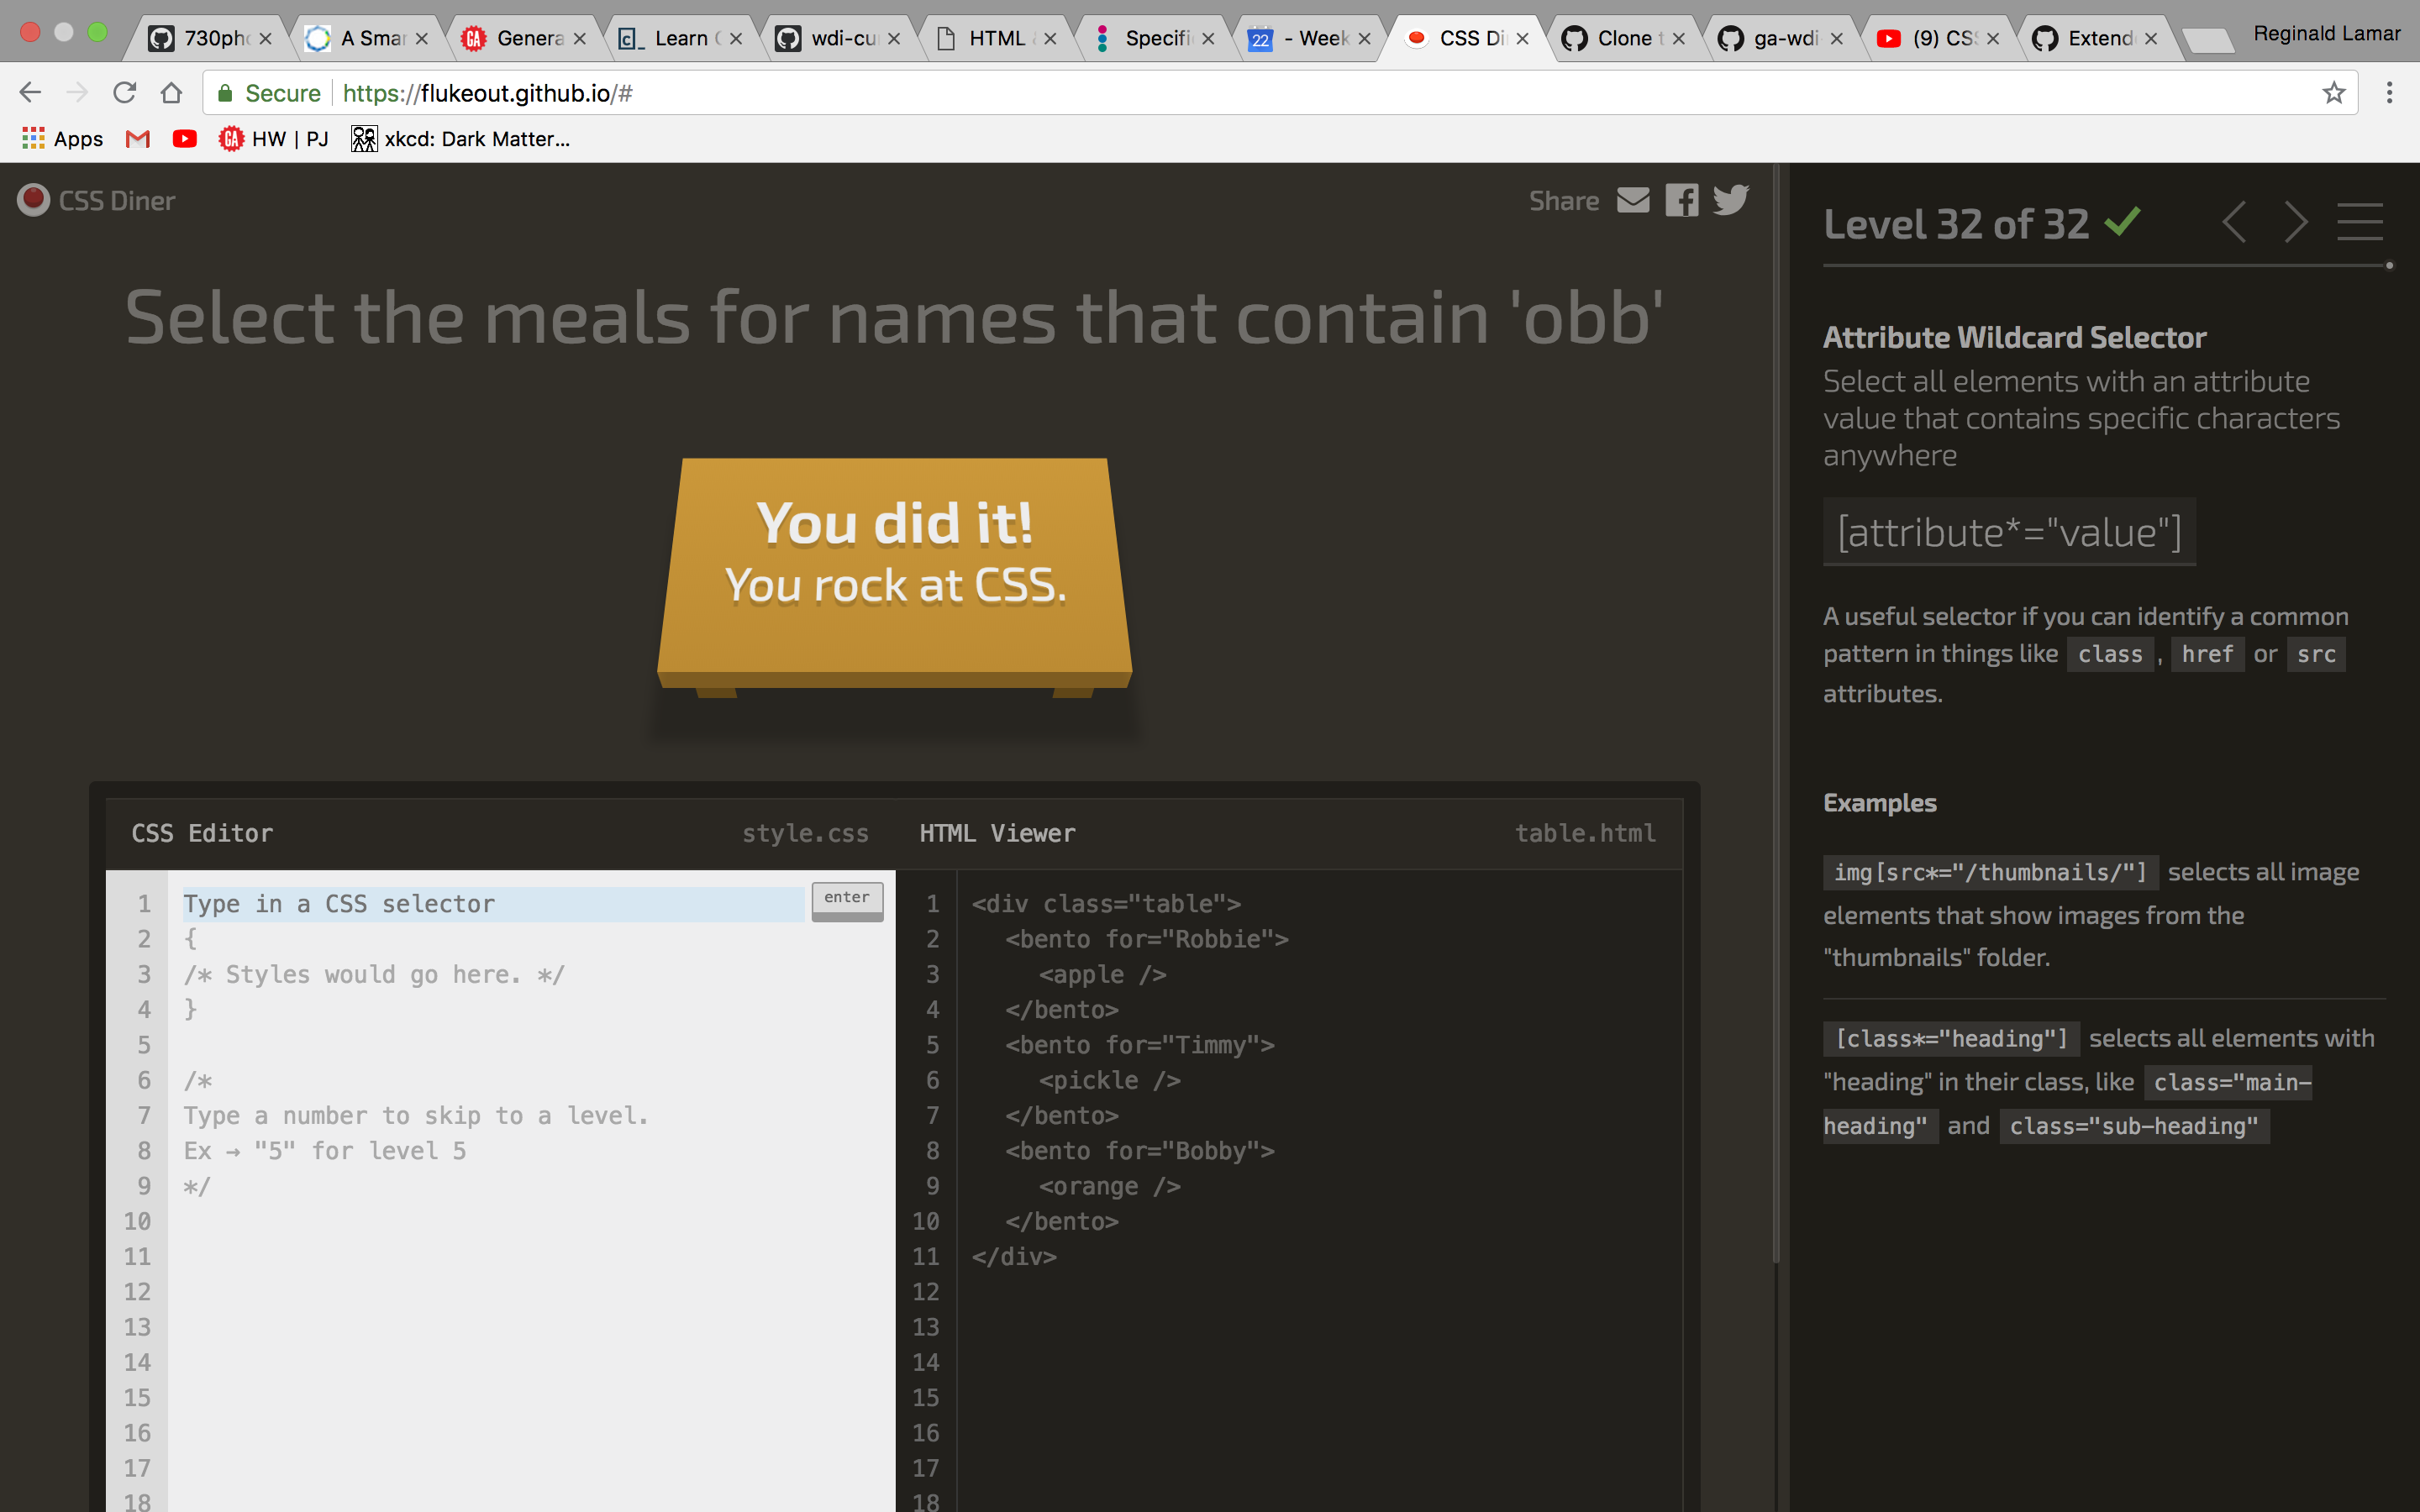 730pho
A Smar
Genera
Learn
wdi-cu
HTML
Specifi
22
- Week
CSS Di
Clone t
ga-wdi
(9) CSS
Extend
Reginald Lamar
Secure
https://flukeout.github.io/#
Apps
HW | PJ
xkcd: Dark Matter...
CSS Diner
Share
Select the meals for names that contain 'obb'
You did it!
You rock at CSS.
CSS Editor style.css
1 Type in a CSS selector
enter
2 {
3 /* Styles would go here. */
4 }
5
6 /*
7 Type a number to skip to a level.
8 Ex → "5" for level 5
9 */
10
11
12
13
14
15
16
17
18
HTML Viewer table.html
1 <div class="table">
2 <bento for="Robbie">
3 <apple />
4 </bento>
5 <bento for="Timmy">
6 <pickle />
7 </bento>
8 <bento for="Bobby">
9 <orange />
10 </bento>
11 </div>
12
13
14
15
16
17
18
Level 32 of 32
Attribute Wildcard Selector
Select all elements with an attribute
value that contains specific characters
anywhere
[attribute*="value"]
A useful selector if you can identify a common
pattern in things like class , href or src
attributes.
Examples
img[src*="/thumbnails/"] selects all image
elements that show images from the
"thumbnails" folder.
[class*="heading"] selects all elements with
"heading" in their class, like class="main-
heading" and class="sub-heading"